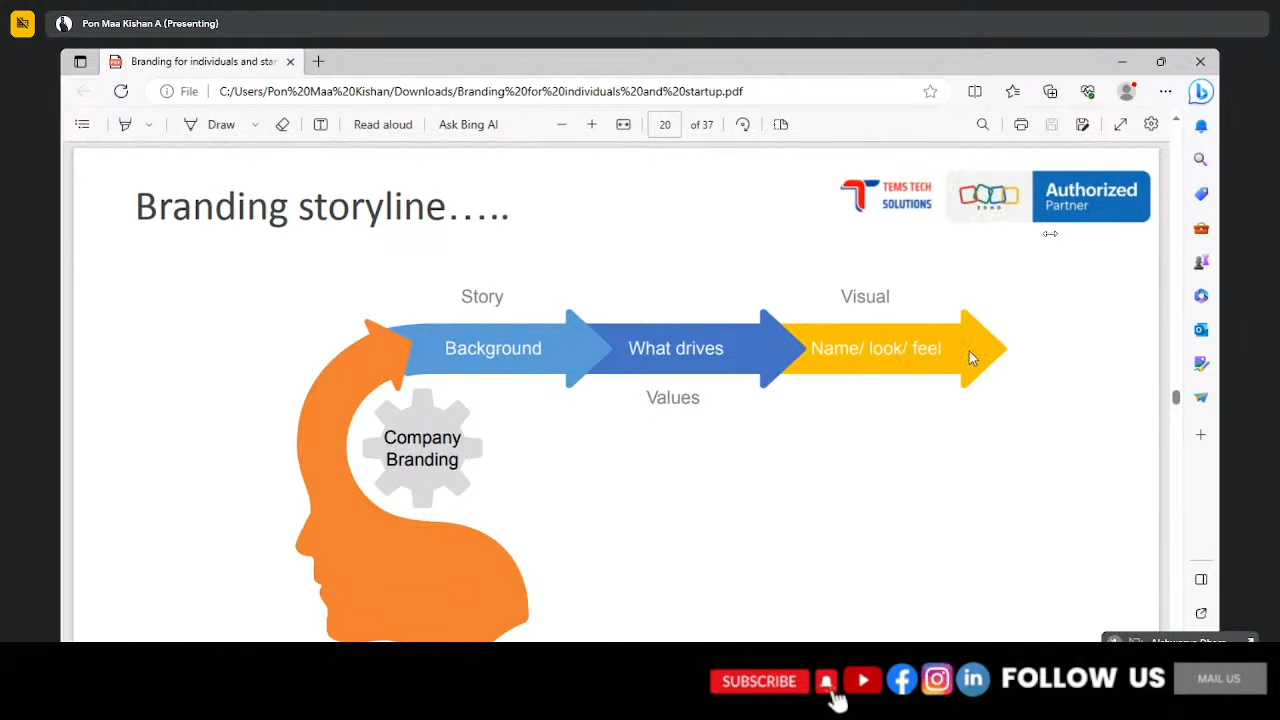 Pon Maa Kishan A (Presenting)
Branding for individuals and star
File C:/Users/Pon%20Maa%20Kishan/Downloads/Branding%20for%20individuals%20and%20startup.pdf
Draw Read aloud Ask Bing AI 20 of 37
Branding storyline…..
TEMS TECH
SOLUTIONS
ZOHO
Authorized
Partner
Story
Visual
Background
What drives
Name/ look/ feel
Values
Company
Branding
SUBSCRIBE
FOLLOW US
MAIL US